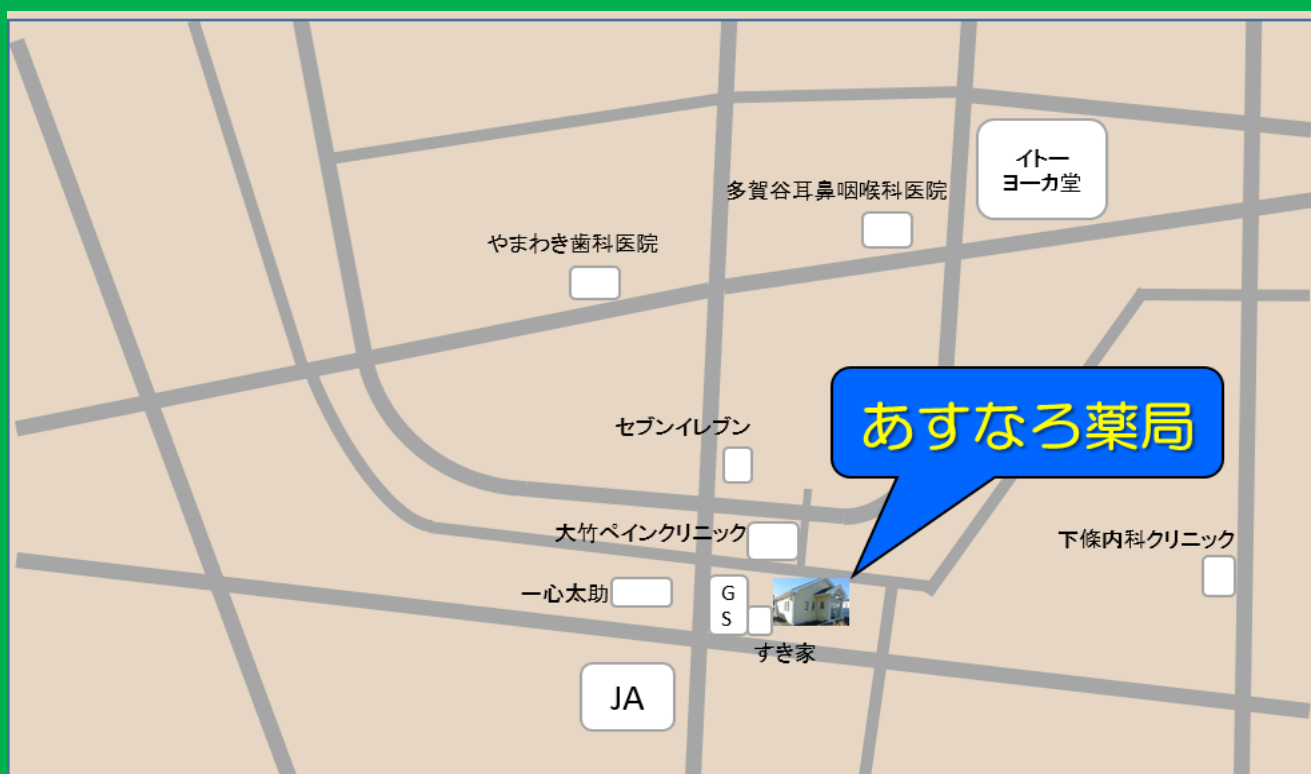 イトー
ヨーカ堂
多賀谷耳鼻咽喉科医院
やまわき歯科医院
あすなろ薬局
セブンイレブン
大竹ペインクリニック
下條内科クリニック
一心太助
G
S
すき家
JA